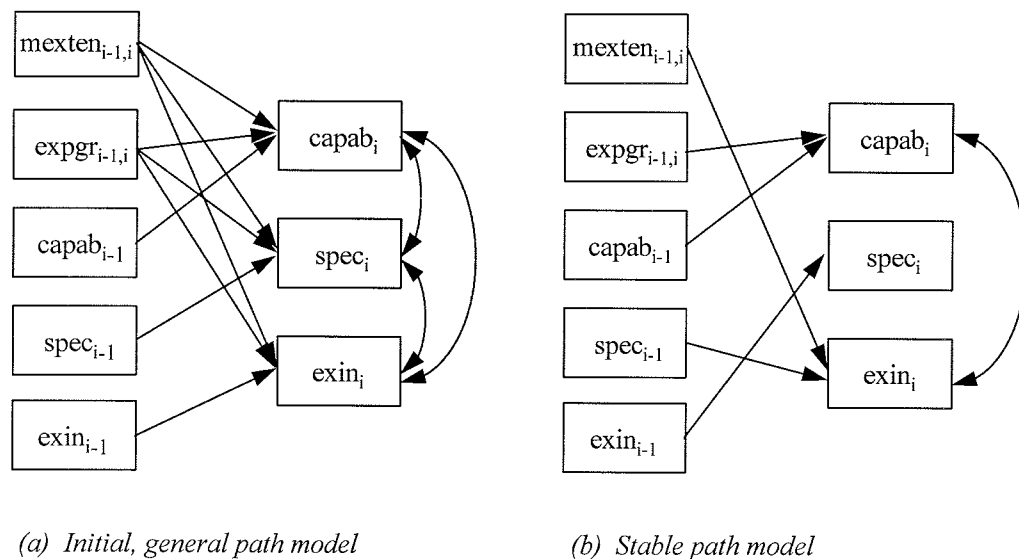 mexten_{i-1,i}
expgr_{i-1,i}
capab_{i-1}
spec_{i-1}
exin_{i-1}
capab_i
spec_i
exin_i
(a) Initial, general path model
mexten_{i-1,i}
expgr_{i-1,i}
capab_{i-1}
spec_{i-1}
exin_{i-1}
capab_i
spec_i
exin_i
(b) Stable path model